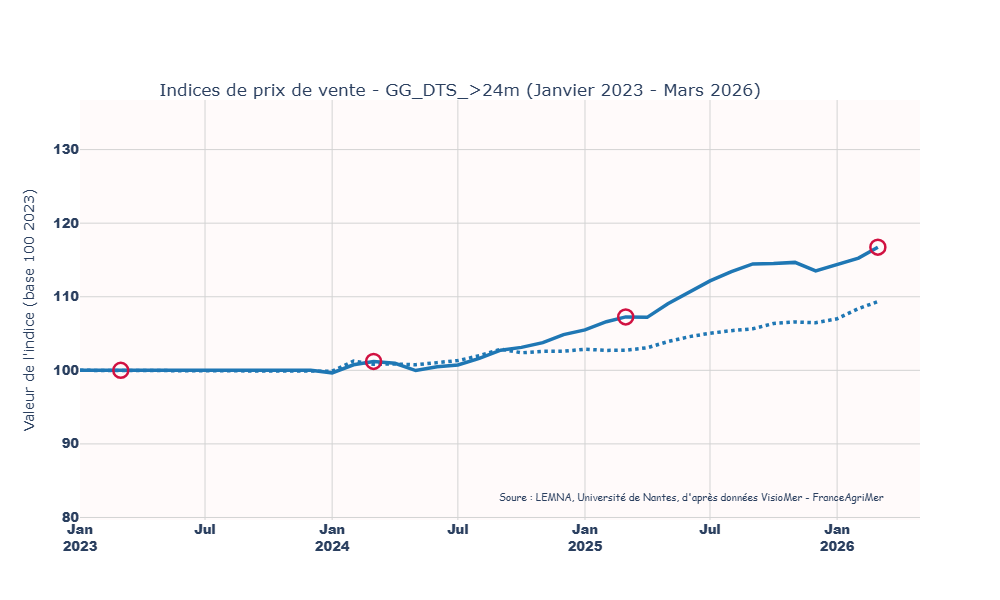 Indices de prix de vente - GG_DTS_>24m (Janvier 2023 - Mars 2026)
Valeur de l'indice (base 100 2023)
130
120
110
100
90
80
Soure : LEMNA, Université de Nantes, d'après données VisioMer - FranceAgriMer
Jan Jul Jan Jul Jan Jul Jan
2023 2024 2025 2026